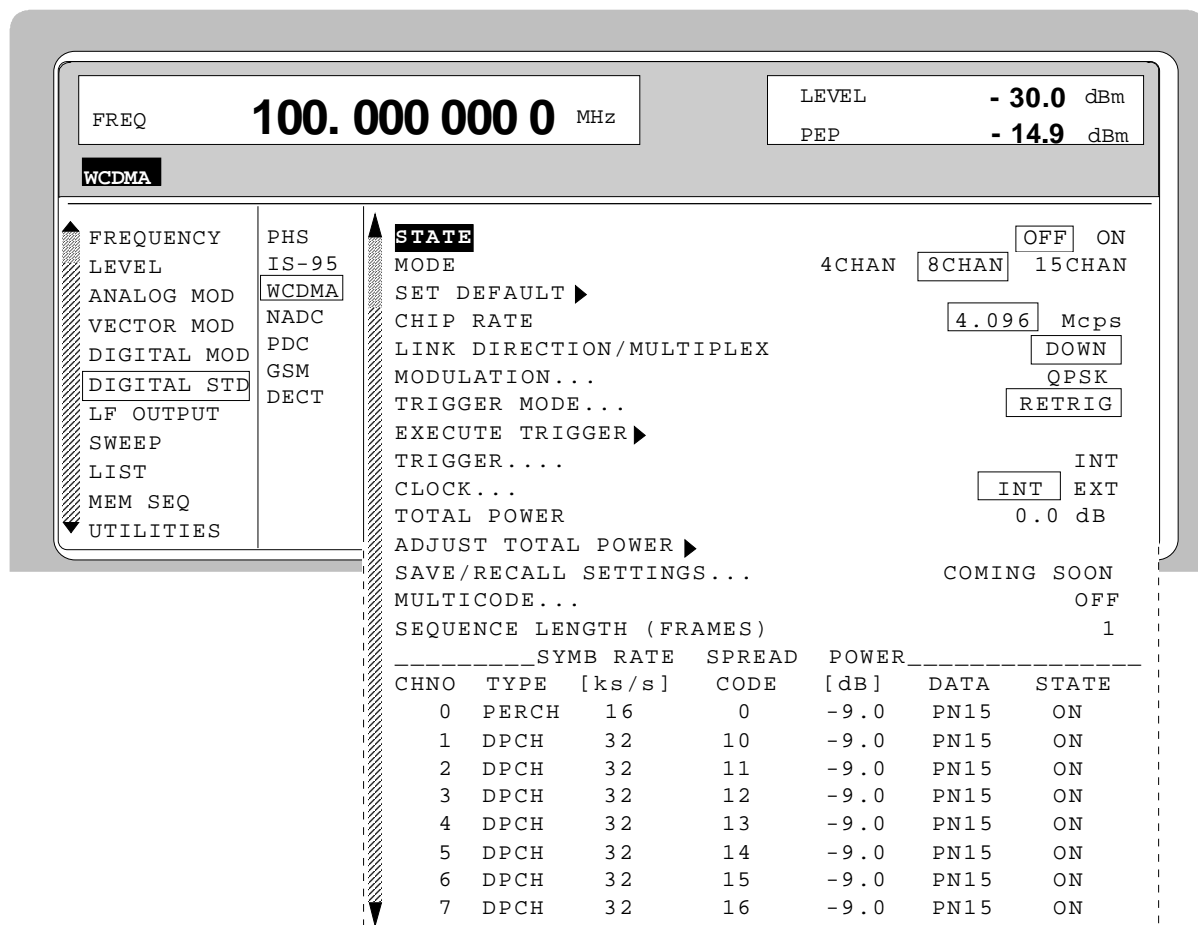 FREQ 100. 000 000 0 MHz
LEVEL - 30.0 dBm
PEP - 14.9 dBm
WCDMA
FREQUENCY
LEVEL
ANALOG MOD
VECTOR MOD
DIGITAL MOD
DIGITAL STD
LF OUTPUT
SWEEP
LIST
MEM SEQ
UTILITIES
PHS
IS-95
WCDMA
NADC
PDC
GSM
DECT
STATE OFF ON
MODE 4CHAN 8CHAN 15CHAN
SET DEFAULT
CHIP RATE 4.096 Mcps
LINK DIRECTION/MULTIPLEX DOWN
MODULATION... QPSK
TRIGGER MODE... RETRIG
EXECUTE TRIGGER
TRIGGER.... INT
CLOCK... INT EXT
TOTAL POWER 0.0 dB
ADJUST TOTAL POWER
SAVE/RECALL SETTINGS... COMING SOON
MULTICODE... OFF
SEQUENCE LENGTH (FRAMES) 1
_________SYMB RATE SPREAD POWER_______________
CHNO TYPE [ks/s] CODE [dB] DATA STATE
0 PERCH 16 0 -9.0 PN15 ON
1 DPCH 32 10 -9.0 PN15 ON
2 DPCH 32 11 -9.0 PN15 ON
3 DPCH 32 12 -9.0 PN15 ON
4 DPCH 32 13 -9.0 PN15 ON
5 DPCH 32 14 -9.0 PN15 ON
6 DPCH 32 15 -9.0 PN15 ON
7 DPCH 32 16 -9.0 PN15 ON